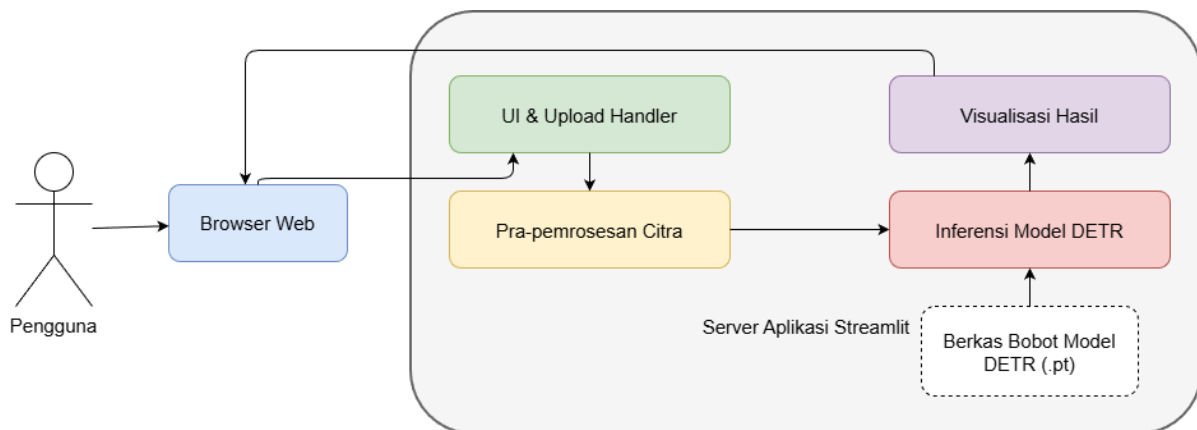 UI & Upload Handler
Visualisasi Hasil
Browser Web
Pra-pemrosesan Citra
Inferensi Model DETR
Pengguna
Server Aplikasi Streamlit
Berkas Bobot Model
DETR (.pt)